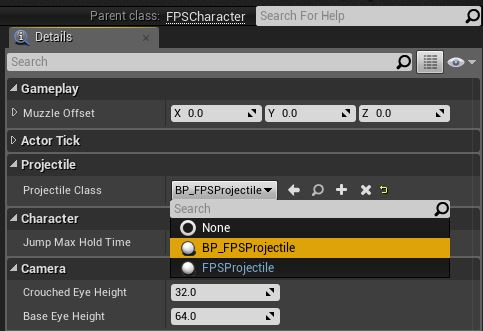 Parent class: FPSCharacter Search For Help
Details
Search
Gameplay
Muzzle Offset X 0.0 Y 0.0 Z 0.0
Actor Tick
Projectile
Projectile Class BP_FPSProjectile
Search
None
Character
BP_FPSProjectile
Jump Max Hold Time
FPSProjectile
Camera
Crouched Eye Height 32.0
Base Eye Height 64.0